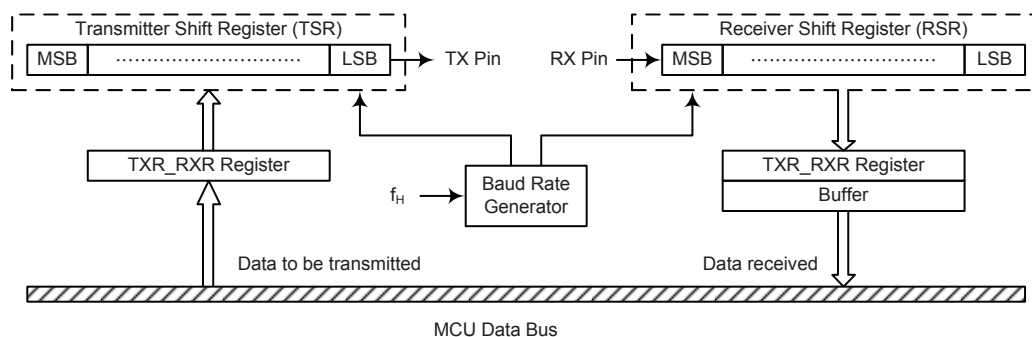 Transmitter Shift Register (TSR)
MSB ............................... LSB
TX Pin
RX Pin
Receiver Shift Register (RSR)
MSB ............................... LSB
TXR_RXR Register
fH
Baud Rate
Generator
TXR_RXR Register
Buffer
Data to be transmitted
Data received
MCU Data Bus